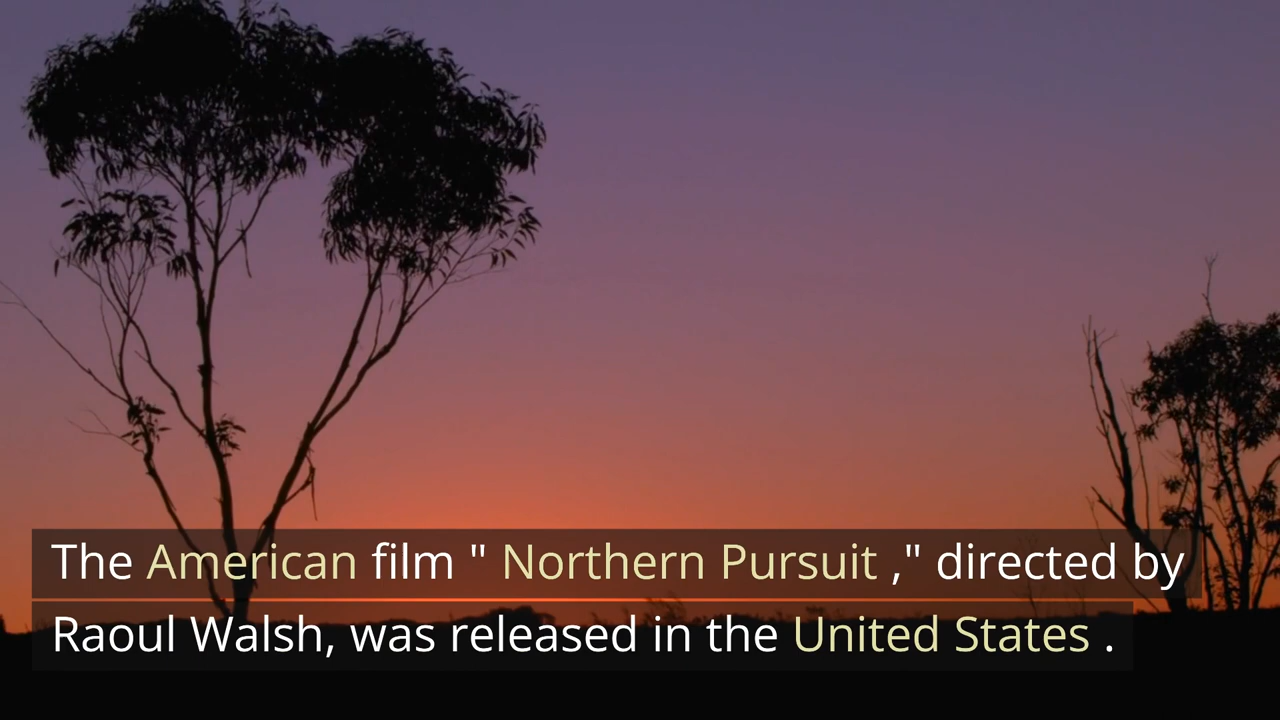 The American film " Northern Pursuit ," directed by
Raoul Walsh, was released in the United States .